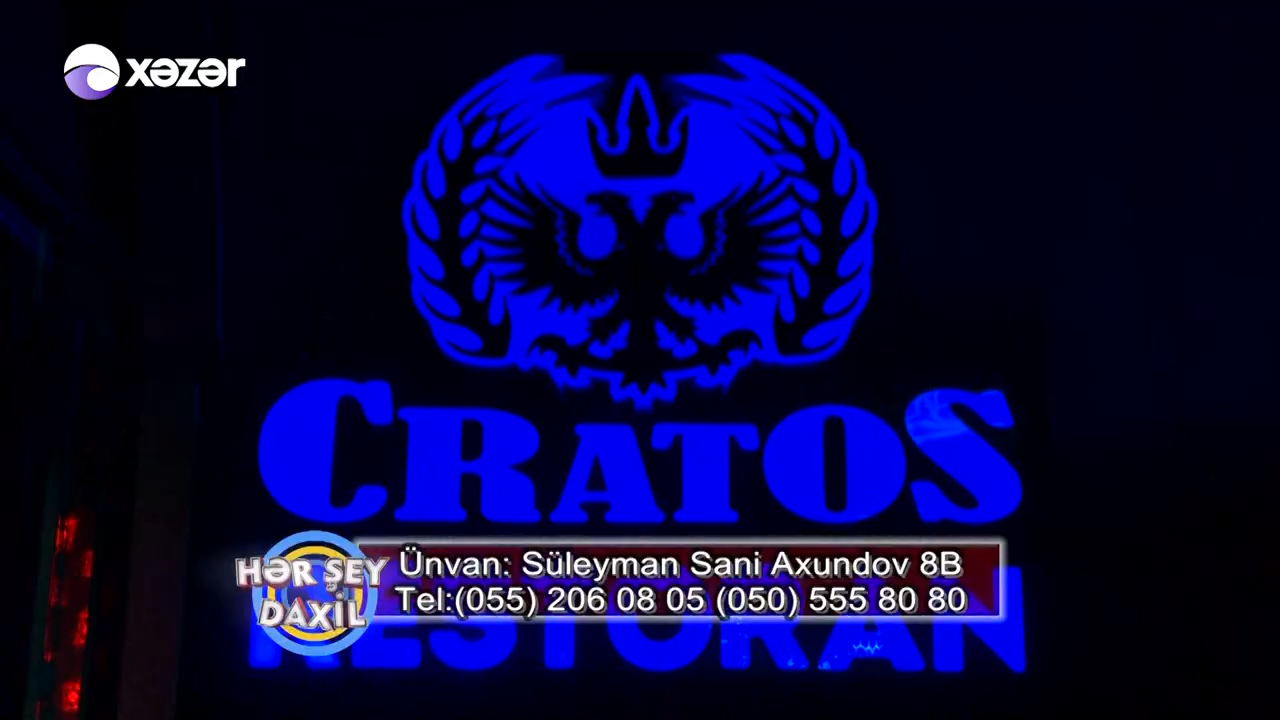 xəzər
CRATOS
RESTORAN
HƏR ŞEY
DAXİL
Ünvan: Süleyman Sani Axundov 8B
Tel:(055) 206 08 05 (050) 555 80 80